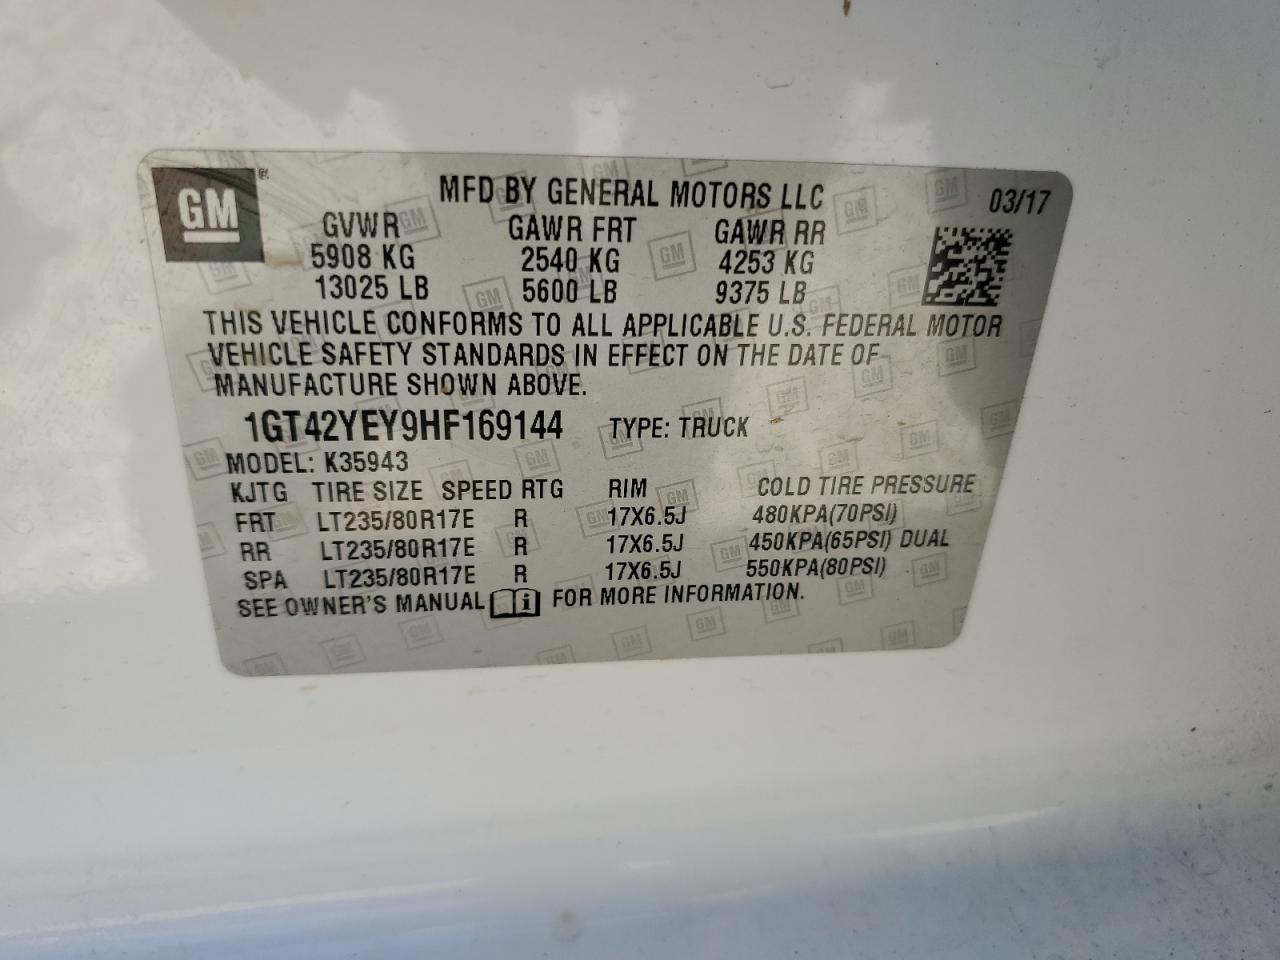 GM ® MFD BY GENERAL MOTORS LLC 03/17
GVWR GAWR FRT GAWR RR
5908 KG 2540 KG 4253 KG
13025 LB 5600 LB 9375 LB
THIS VEHICLE CONFORMS TO ALL APPLICABLE U.S. FEDERAL MOTOR
VEHICLE SAFETY STANDARDS IN EFFECT ON THE DATE OF
MANUFACTURE SHOWN ABOVE.
1GT42YEY9HF169144 TYPE: TRUCK
MODEL: K35943
KJTG TIRE SIZE SPEED RTG RIM COLD TIRE PRESSURE
FRT LT235/80R17E R 17X6.5J 480KPA(70PSI)
RR LT235/80R17E R 17X6.5J 450KPA(65PSI) DUAL
SPA LT235/80R17E R 17X6.5J 550KPA(80PSI)
SEE OWNER'S MANUAL i FOR MORE INFORMATION.